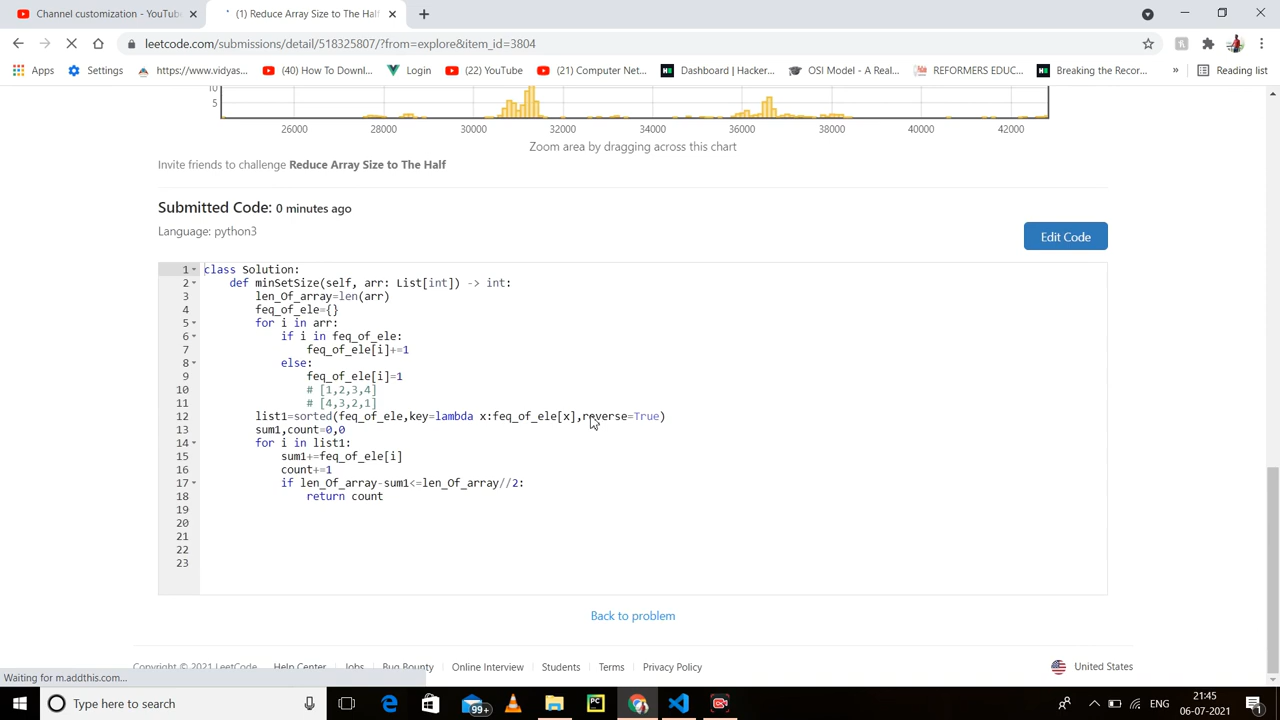 Channel customization - YouTub
(1) Reduce Array Size to The Half
leetcode.com/submissions/detail/518325807/?from=explore&item_id=3804
Apps
Settings
https://www.vidyas...
(40) How To Downl...
Login
(22) YouTube
(21) Computer Net...
Dashboard | Hacker...
OSI Model - A Real...
REFORMERS EDUC...
Breaking the Recor...
»
Reading list
10
5
26000 28000 30000 32000 34000 36000 38000 40000 42000
Zoom area by dragging across this chart
Invite friends to challenge Reduce Array Size to The Half
Submitted Code: 0 minutes ago
Language: python3
Edit Code
1 class Solution:
2 def minSetSize(self, arr: List[int]) -> int:
3 len_Of_array=len(arr)
4 feq_of_ele={}
5 for i in arr:
6 if i in feq_of_ele:
7 feq_of_ele[i]+=1
8 else:
9 feq_of_ele[i]=1
10 # [1,2,3,4]
11 # [4,3,2,1]
12 list1=sorted(feq_of_ele,key=lambda x:feq_of_ele[x],reverse=True)
13 sum1,count=0,0
14 for i in list1:
15 sum1+=feq_of_ele[i]
16 count+=1
17 if len_Of_array-sum1<=len_Of_array//2:
18 return count
19
20
21
22
23
Back to problem
Copyright © 2021 LeetCode
Help Center
Jobs
Bug Bounty
Online Interview
Students
Terms
Privacy Policy
United States
Waiting for m.addthis.com...
Type here to search
99+
ENG
21:45
06-07-2021
1